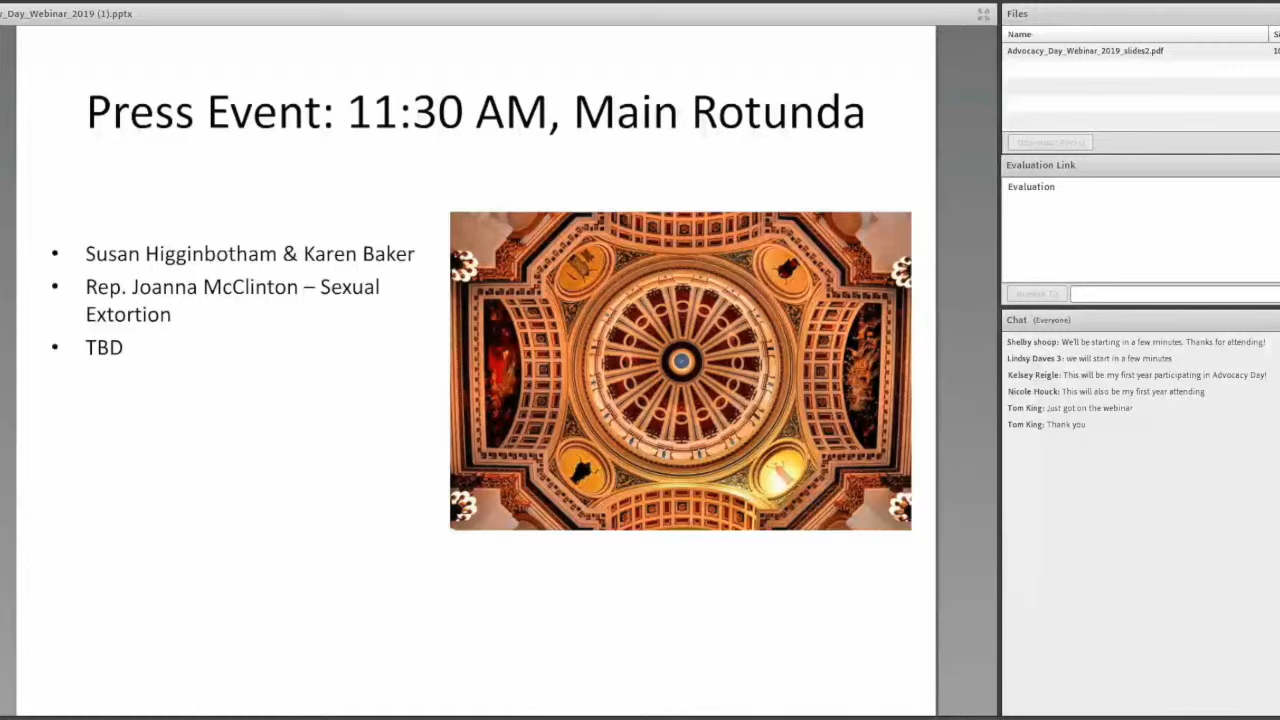 y_Day_Webinar_2019 (1).pptx
Press Event: 11:30 AM, Main Rotunda
• Susan Higginbotham & Karen Baker
• Rep. Joanna McClinton – Sexual
Extortion
• TBD
Files
Name
Advocacy_Day_Webinar_2019_slides2.pdf
Evaluation Link
Evaluation
Browse To
Chat (Everyone)
Shelby shoop: We'll be starting in a few minutes. Thanks for attending!
Lindsy Daves 3: we will start in a few minutes
Kelsey Reigle: This will be my first year participating in Advocacy Day!
Nicole Houck: This will also be my first year attending
Tom King: Just got on the webinar
Tom King: Thank you